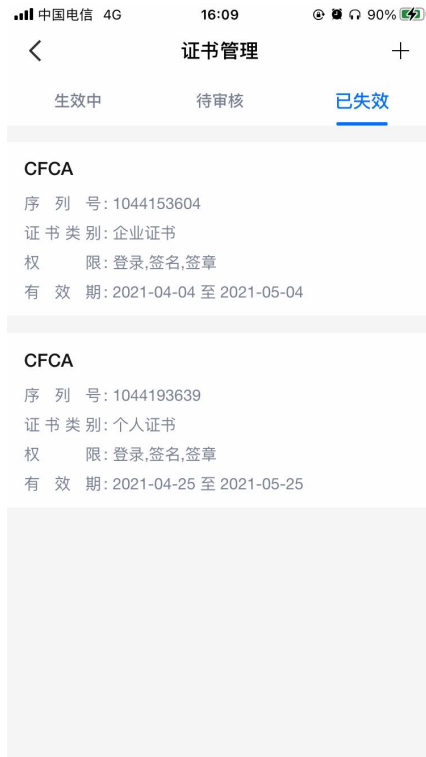 中国电信 4G 16:09 90%
证书管理
生效中 待审核 已失效
CFCA
序列号: 1044153604
证书类别: 企业证书
权限: 登录,签名,签章
有效期: 2021-04-04 至 2021-05-04
CFCA
序列号: 1044193639
证书类别: 个人证书
权限: 登录,签名,签章
有效期: 2021-04-25 至 2021-05-25